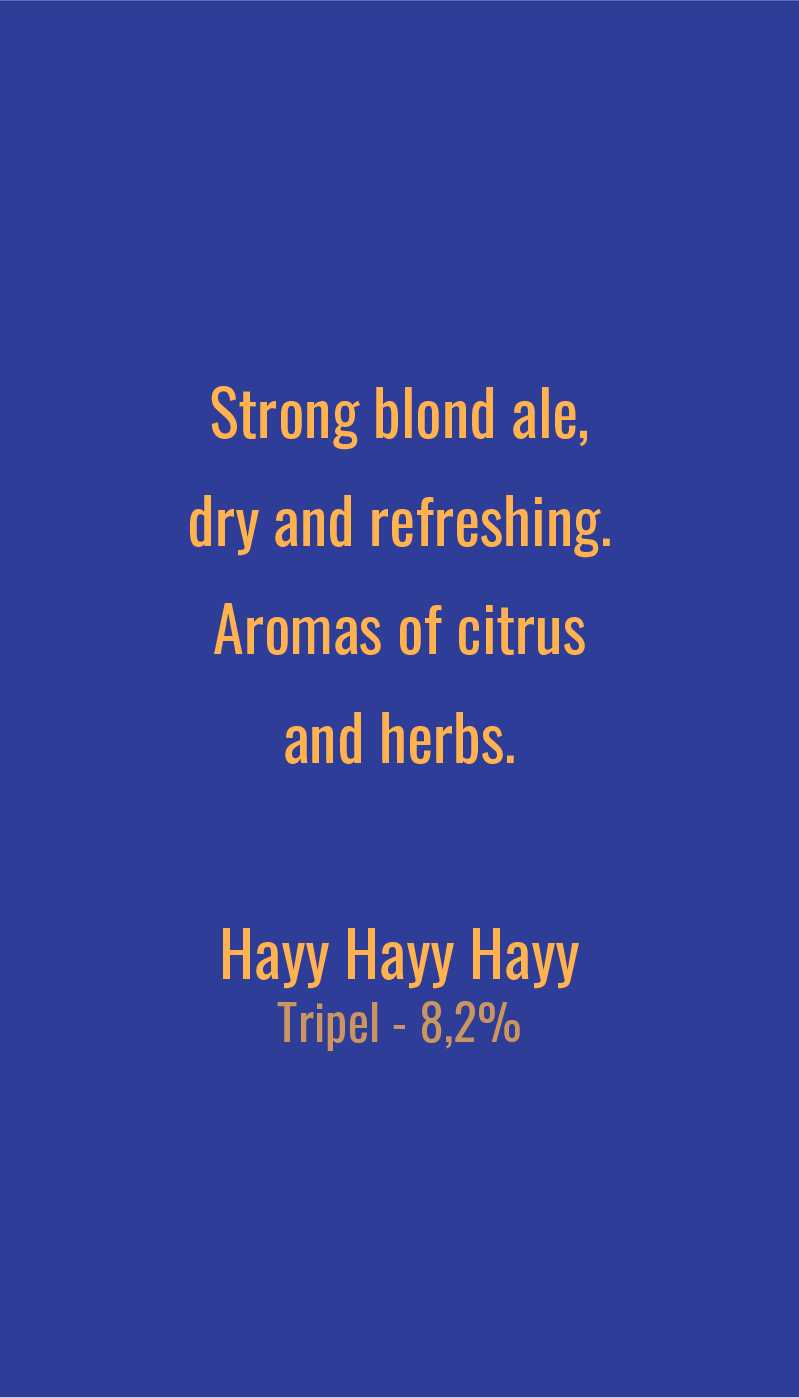 Strong blond ale,
dry and refreshing.
Aromas of citrus
and herbs.
Hayy Hayy Hayy
Tripel - 8,2%